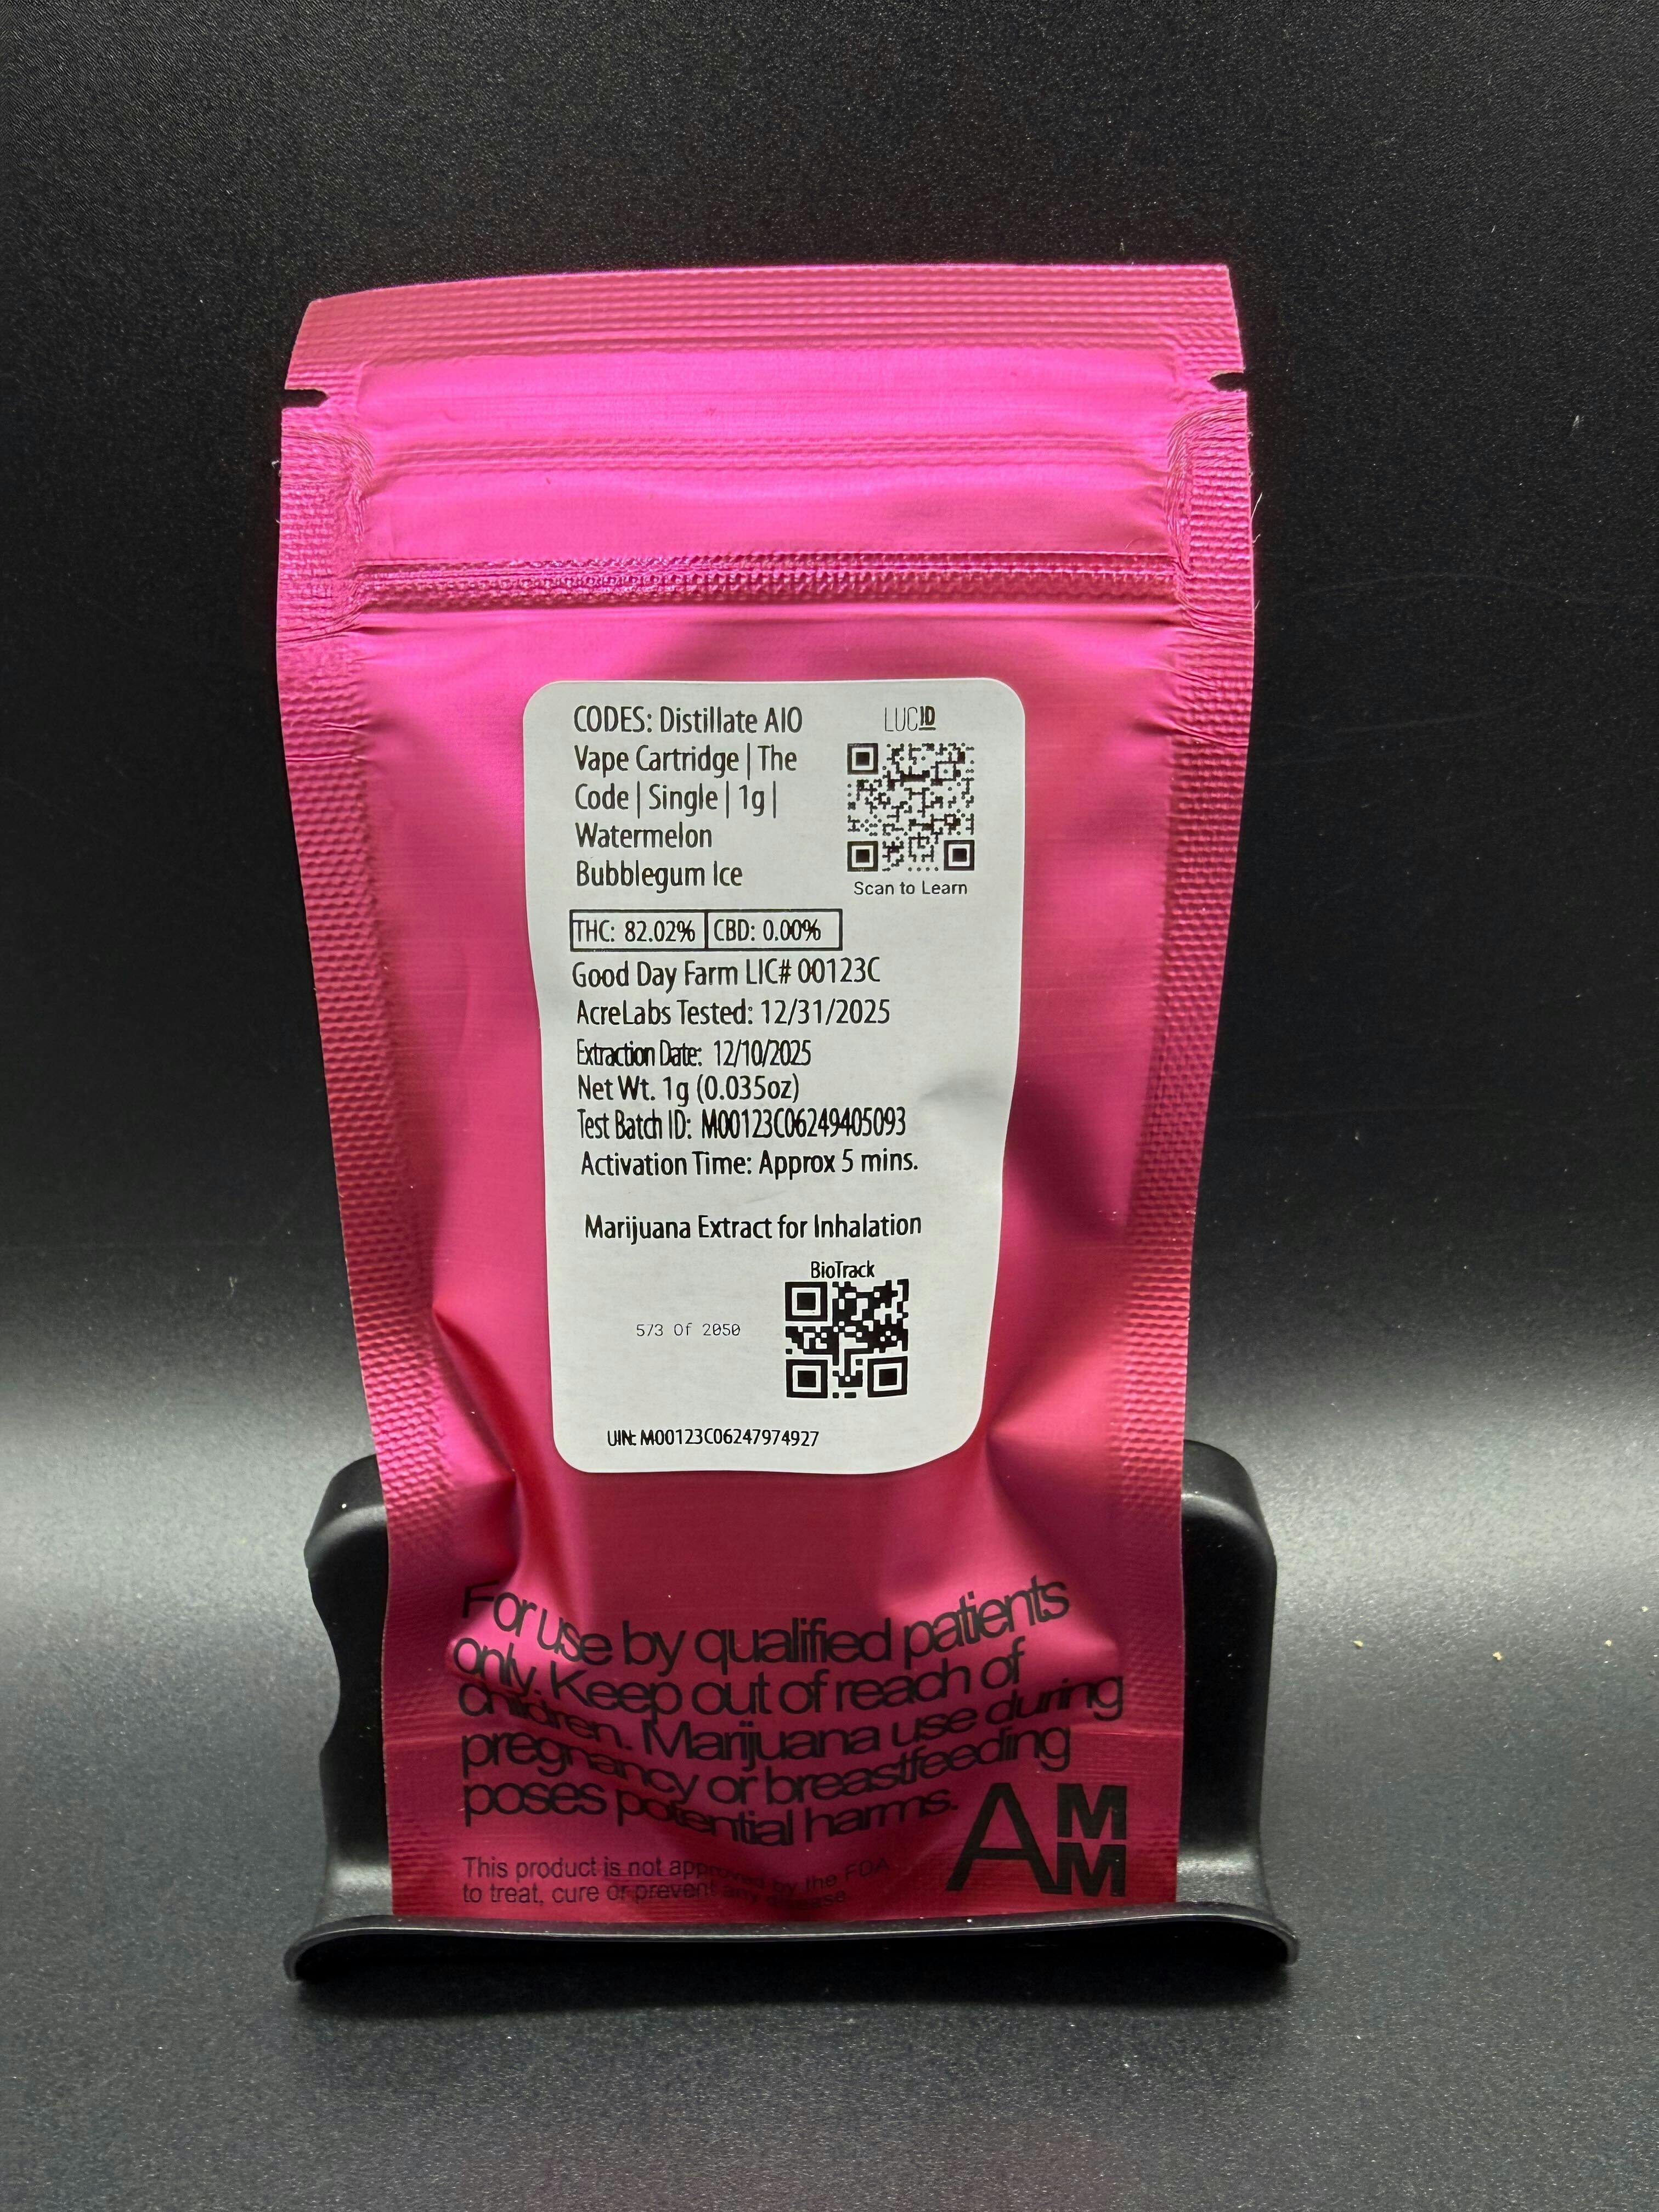 CODES: Distillate AIO
Vape Cartridge | The
Code | Single | 1g |
Watermelon
Bubblegum Ice
LUCID
Scan to Learn
THC: 82.02% CBD: 0.00%
Good Day Farm LIC# 00123C
AcreLabs Tested: 12/31/2025
Extraction Date: 12/10/2025
Net Wt. 1g (0.035oz)
Test Batch ID: M00123C06249405093
Activation Time: Approx 5 mins.
Marijuana Extract for Inhalation
BioTrack
573 Of 2050
UIN: M00123C06247974927
For use by qualified patients
only. Keep out of reach of
children. Marijuana use during
pregnancy or breastfeeding
poses potential harms.
AMM
This product is not approved by the FDA
to treat, cure or prevent any disease.